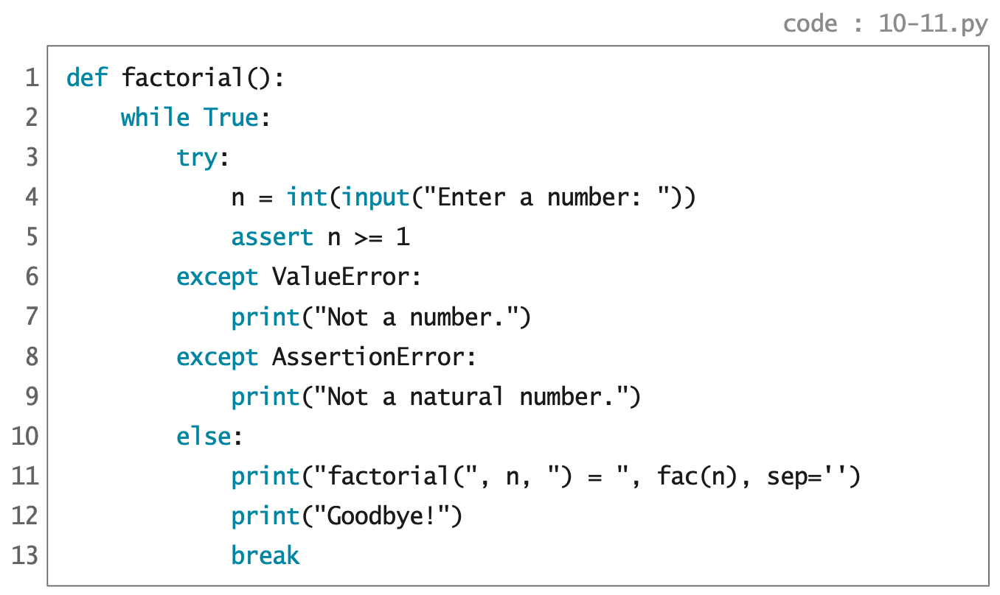 code : 10-11.py
1 def factorial():
2     while True:
3         try:
4             n = int(input("Enter a number: "))
5             assert n >= 1
6         except ValueError:
7             print("Not a number.")
8         except AssertionError:
9             print("Not a natural number.")
10         else:
11             print("factorial(", n, ") = ", fac(n), sep='')
12             print("Goodbye!")
13             break